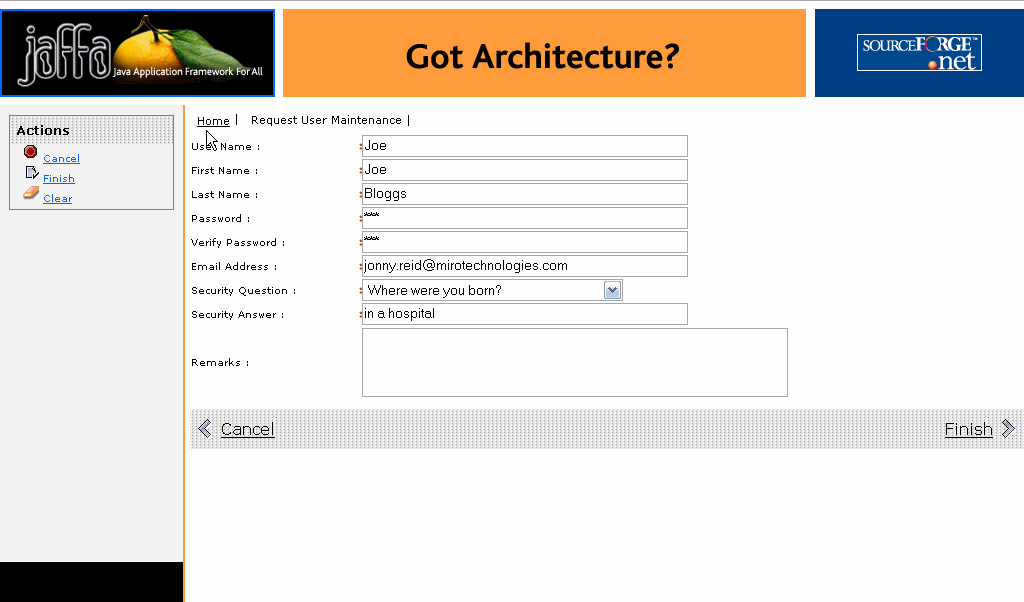 jaffa
Java Application Framework For All
Got Architecture?
SOURCEFORGE™
.net
Actions
Cancel
Finish
Clear
Home | Request User Maintenance |
User Name : Joe
First Name : Joe
Last Name : Bloggs
Password : ***
Verify Password : ***
Email Address : jonny.reid@mirotechnologies.com
Security Question : Where were you born?
Security Answer : in a hospital
Remarks :
Cancel
Finish